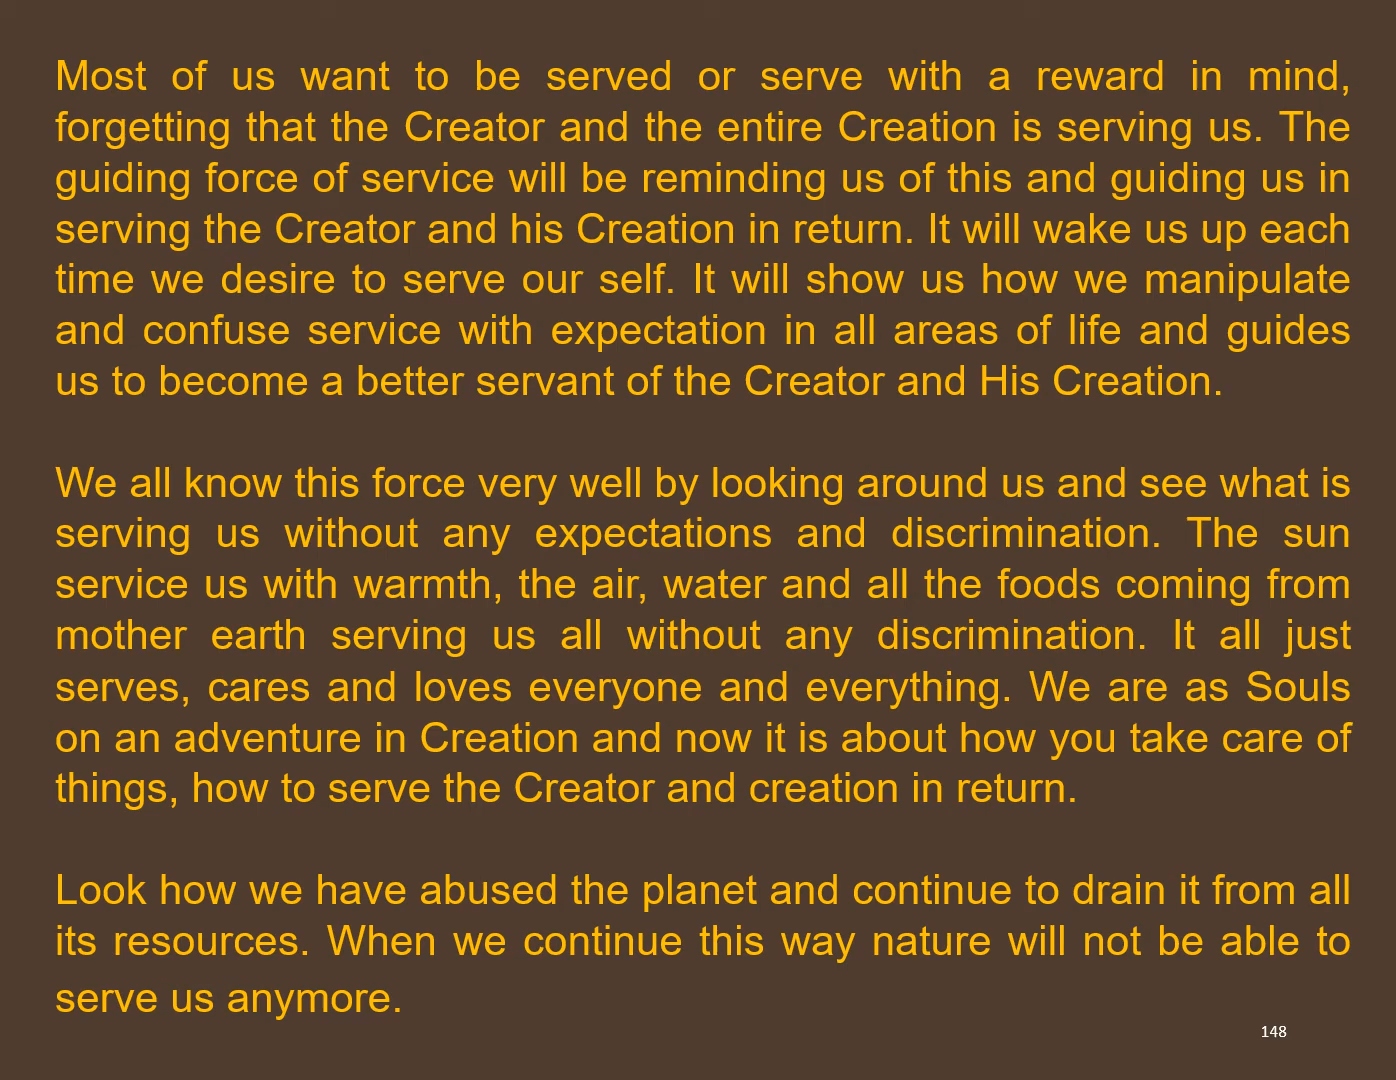 Most of us want to be served or serve with a reward in mind,
forgetting that the Creator and the entire Creation is serving us. The
guiding force of service will be reminding us of this and guiding us in
serving the Creator and his Creation in return. It will wake us up each
time we desire to serve our self. It will show us how we manipulate
and confuse service with expectation in all areas of life and guides
us to become a better servant of the Creator and His Creation.
We all know this force very well by looking around us and see what is
serving us without any expectations and discrimination. The sun
service us with warmth, the air, water and all the foods coming from
mother earth serving us all without any discrimination. It all just
serves, cares and loves everyone and everything. We are as Souls
on an adventure in Creation and now it is about how you take care of
things, how to serve the Creator and creation in return.
Look how we have abused the planet and continue to drain it from all
its resources. When we continue this way nature will not be able to
serve us anymore.
148